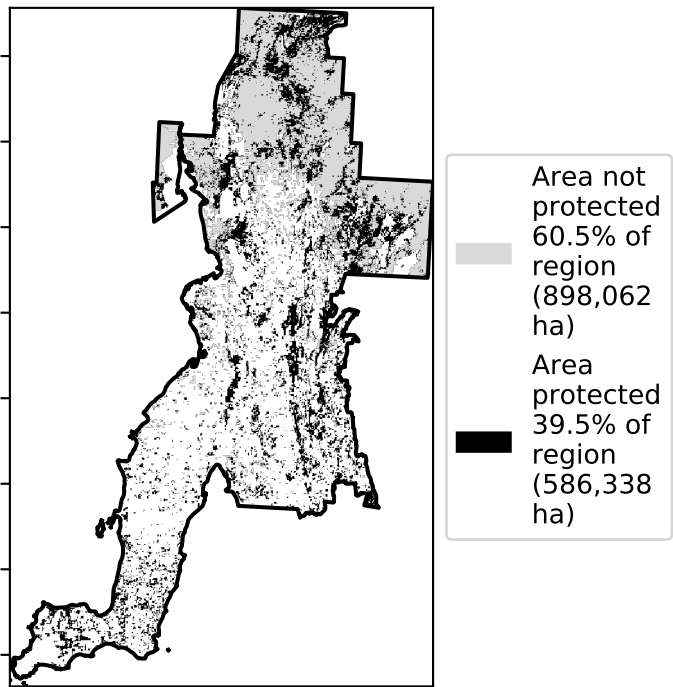 Area not
protected
60.5% of
region
(898,062
ha)
Area
protected
39.5% of
region
(586,338
ha)